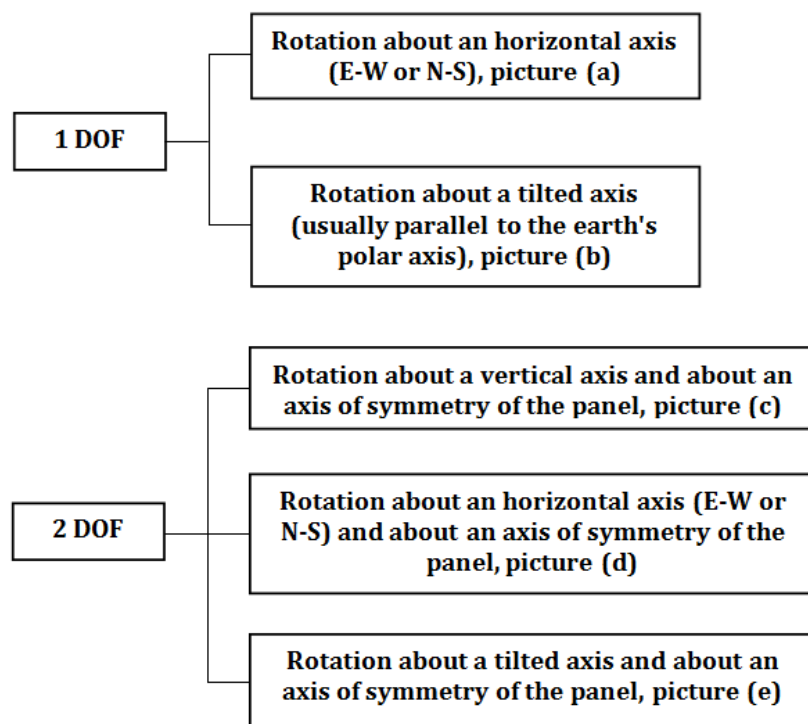 Rotation about an horizontal axis
(E-W or N-S), picture (a)
1 DOF
Rotation about a tilted axis
(usually parallel to the earth's
polar axis), picture (b)
Rotation about a vertical axis and about an
axis of symmetry of the panel, picture (c)
2 DOF
Rotation about an horizontal axis (E-W or
N-S) and about an axis of symmetry of the
panel, picture (d)
Rotation about a tilted axis and about an
axis of symmetry of the panel, picture (e)